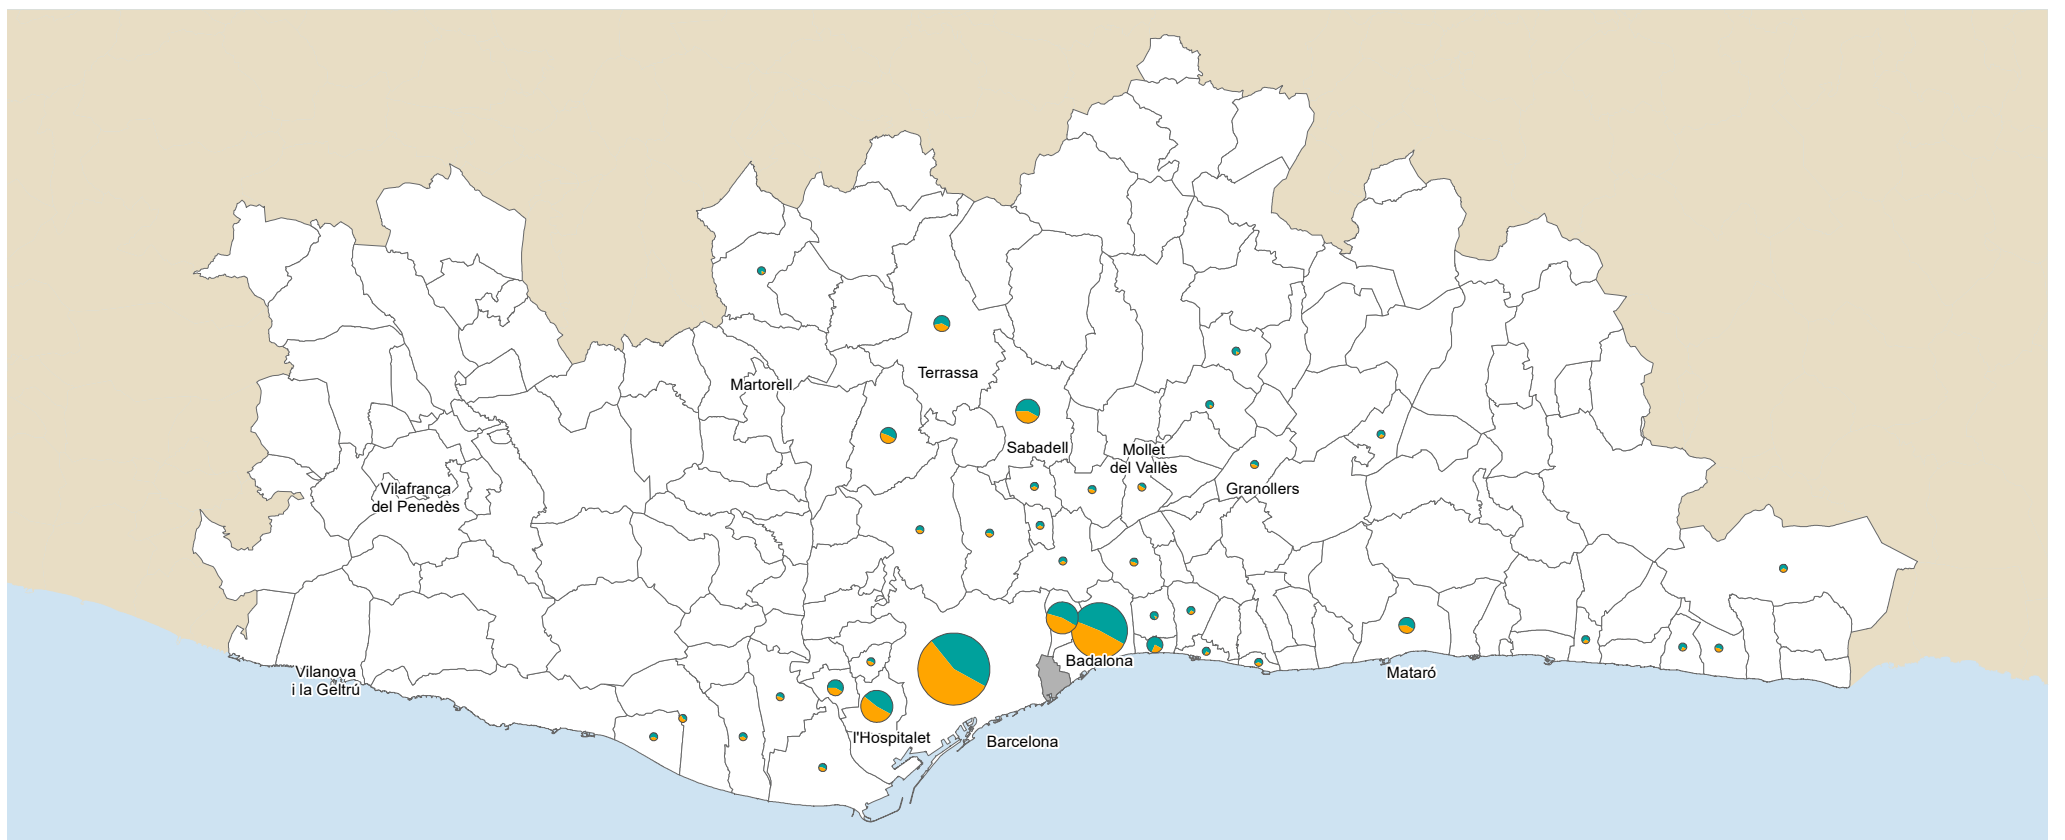 Terrassa
Martorell
Sabadell
Mollet
del Vallès
Granollers
Vilafranca
del Penedès
Badalona
Mataró
Vilanova
i la Geltrú
l'Hospitalet
Barcelona